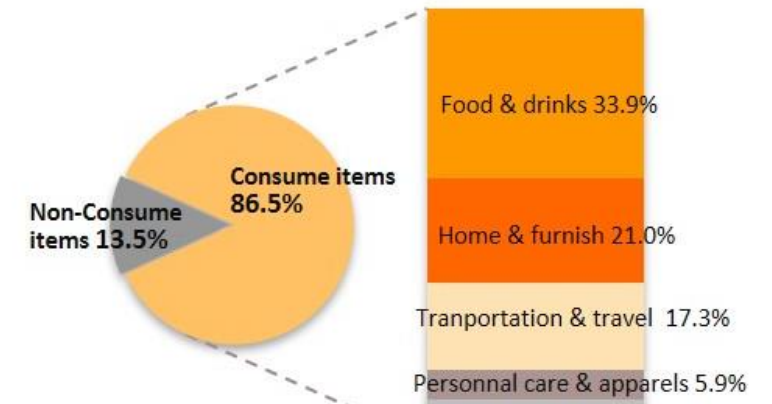 Food & drinks 33.9%
Consume items
86.5%
Non-Consume
items 13.5%
Home & furnish 21.0%
Tranportation & travel 17.3%
Personnal care & apparels 5.9%